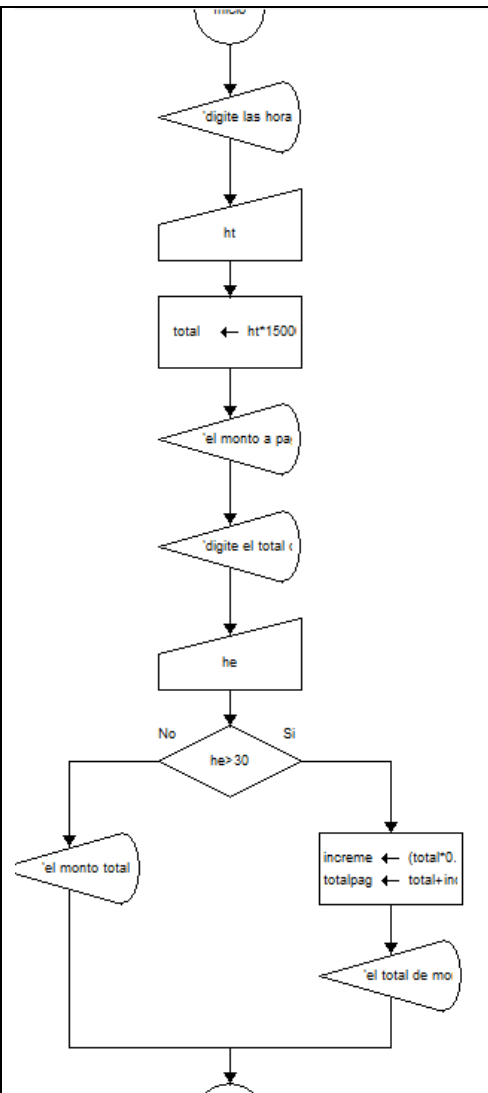 Inicio
'digite las hora
ht
total ← ht*1500
'el monto a pa
'digite el total
he
No Si
he>30
'el monto total
increme ← (total*0.
totalpag ← total+in
'el total de mo